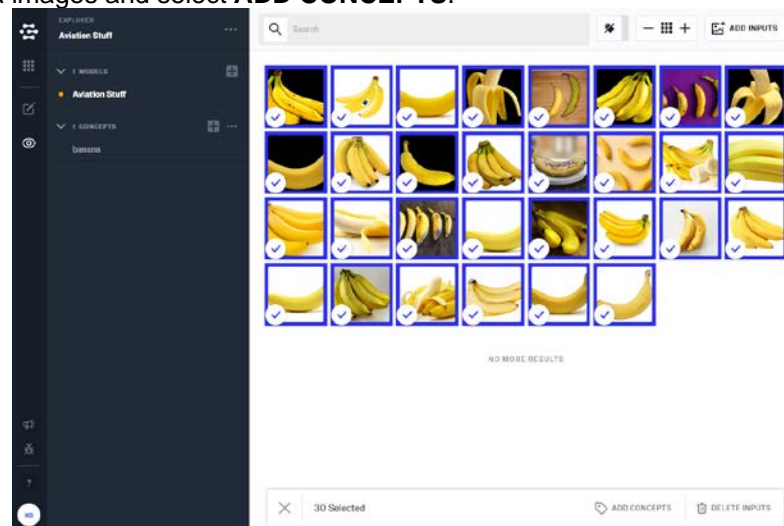 a images and select ADD CONCEPTS.
EXPLORER
Aviation Stuff
Search
ADD INPUTS
1 MODELS
Aviation Stuff
1 CONCEPTS
banana
NO MORE RESULTS
?
30 Selected
ADD CONCEPTS
DELETE INPUTS